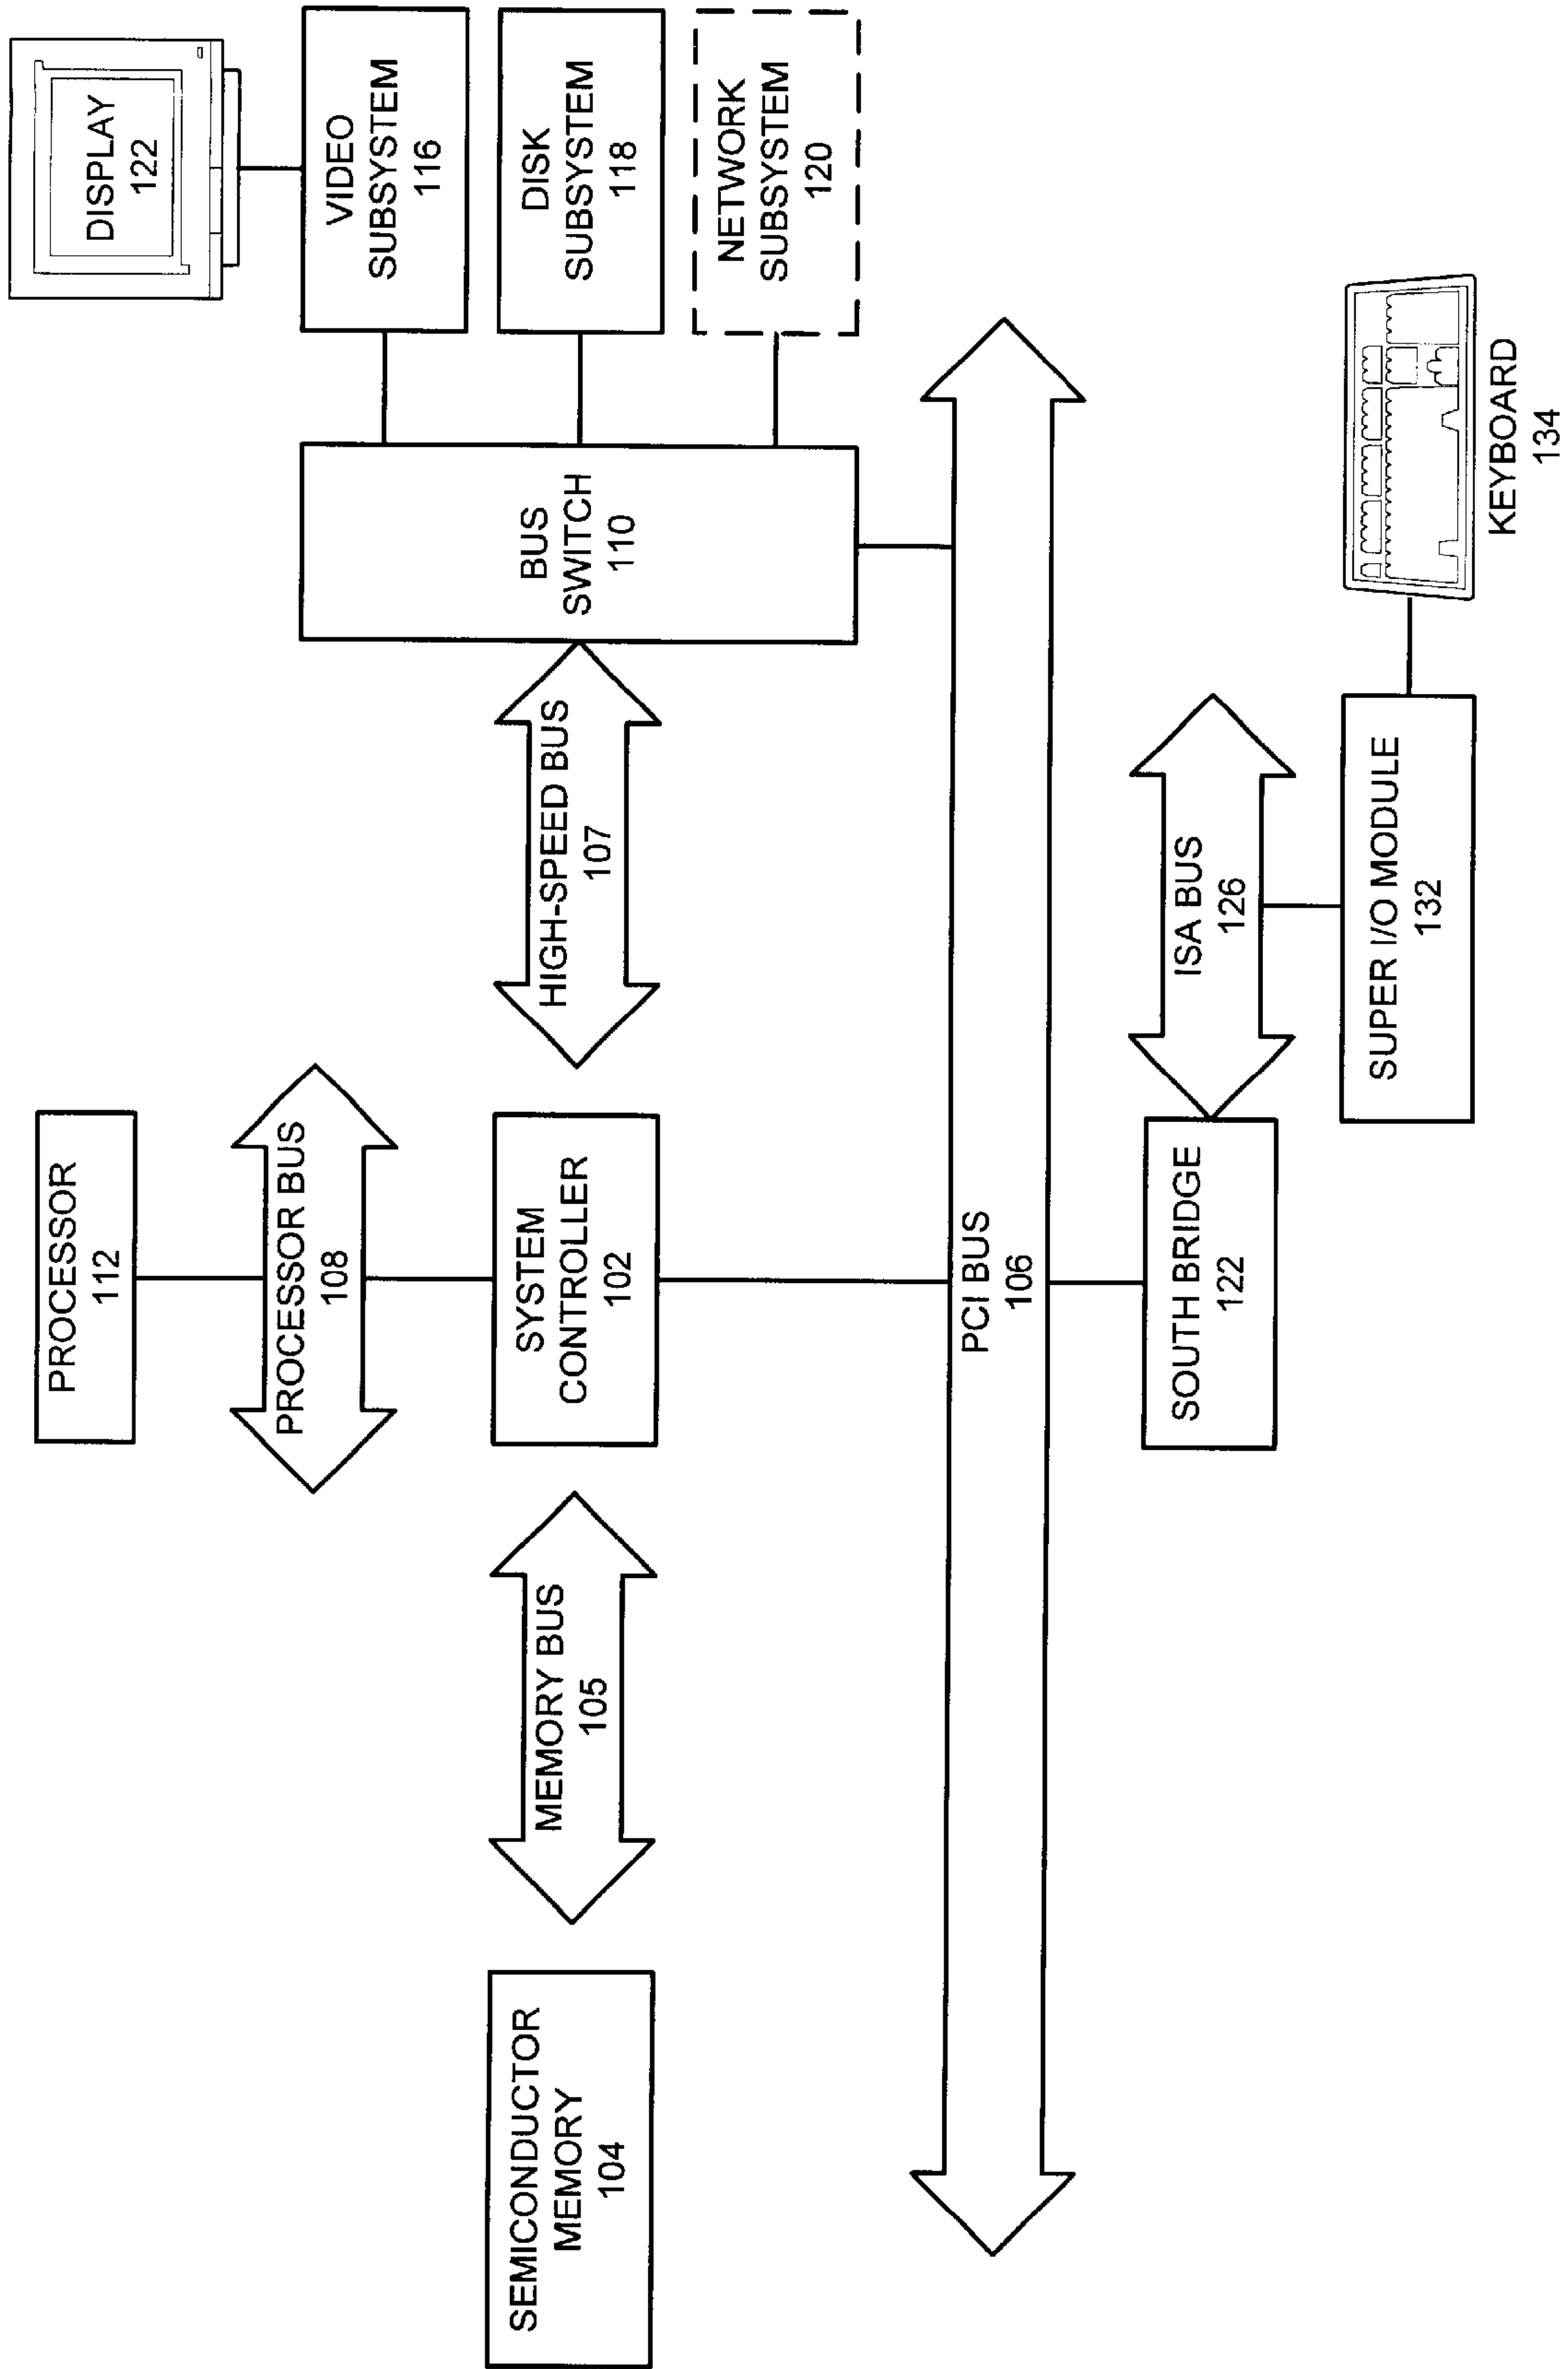 PROCESSOR
112
PROCESSOR BUS
108
DISPLAY
122
VIDEO
SUBSYSTEM
116
SEMICONDUCTOR
MEMORY
104
MEMORY BUS
105
SYSTEM
CONTROLLER
102
HIGH-SPEED BUS
107
BUS
SWITCH
110
DISK
SUBSYSTEM
118
NETWORK
SUBSYSTEM
120
PCI BUS
106
SOUTH BRIDGE
122
ISA BUS
126
SUPER I/O MODULE
132
KEYBOARD
134